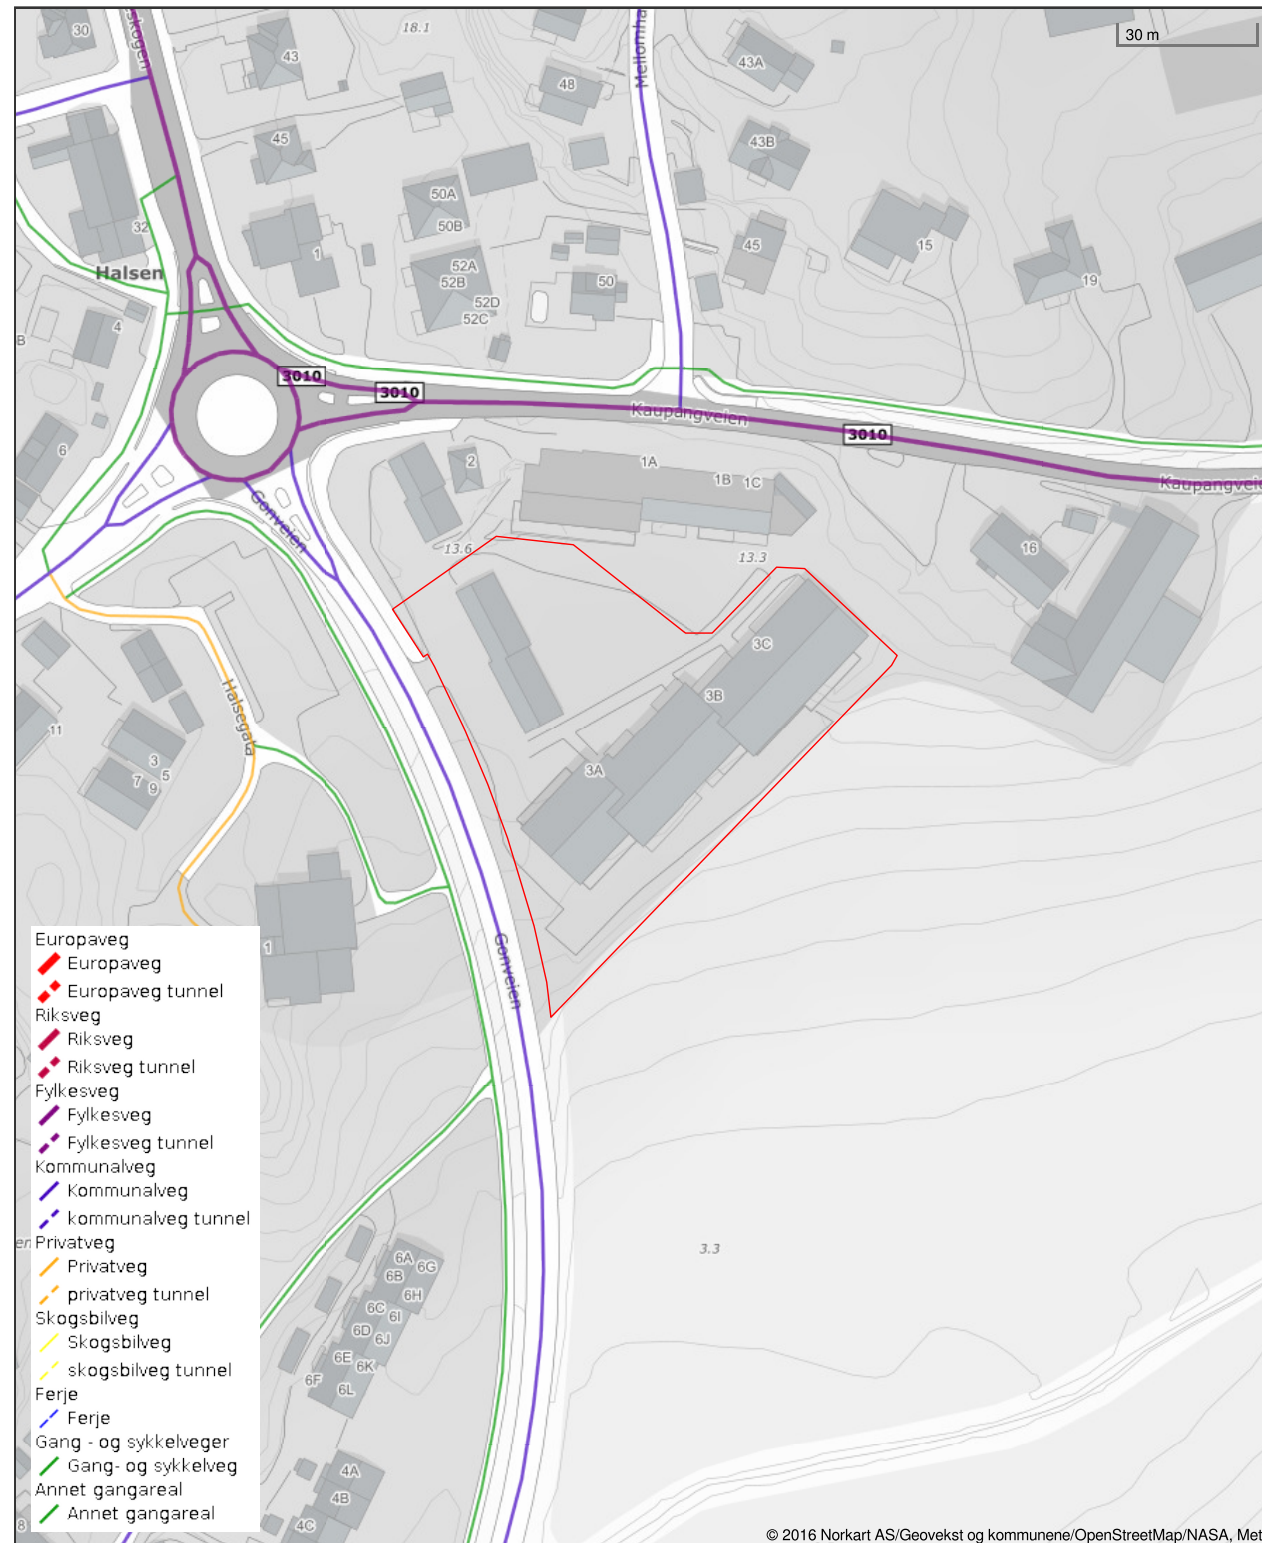 30
skogen
18.1
Mellomha
30 m
43
48
43A
45
43B
50A
50B
32
1
52A
52B
52D
52C
50
45
15
19
Halsen
4
B
3010
3010
Kaupangveien
3010
Kaupangveie
6
2
1A
1B
1C
Gonveien
13.6
13.3
16
3C
3B
3A
Halsegata
11
3
5
7
9
1
Gonveien
Europaveg
Europaveg
Europaveg tunnel
Riksveg
Riksveg
Riksveg tunnel
Fylkesveg
Fylkesveg
Fylkesveg tunnel
Kommunalveg
Kommunalveg
kommunalveg tunnel
Privatveg
Privatveg
privatveg tunnel
Skogsbilveg
Skogsbilveg
skogsbilveg tunnel
Ferje
Ferje
Gang - og sykkelveger
Gang- og sykkelveg
Annet gangareal
Annet gangareal
en
3.3
6A
6G
6B
6H
6C
6I
6D
6J
6E
6K
6F
6L
4A
4B
4C
8
© 2016 Norkart AS/Geovekst og kommunene/OpenStreetMap/NASA, Met